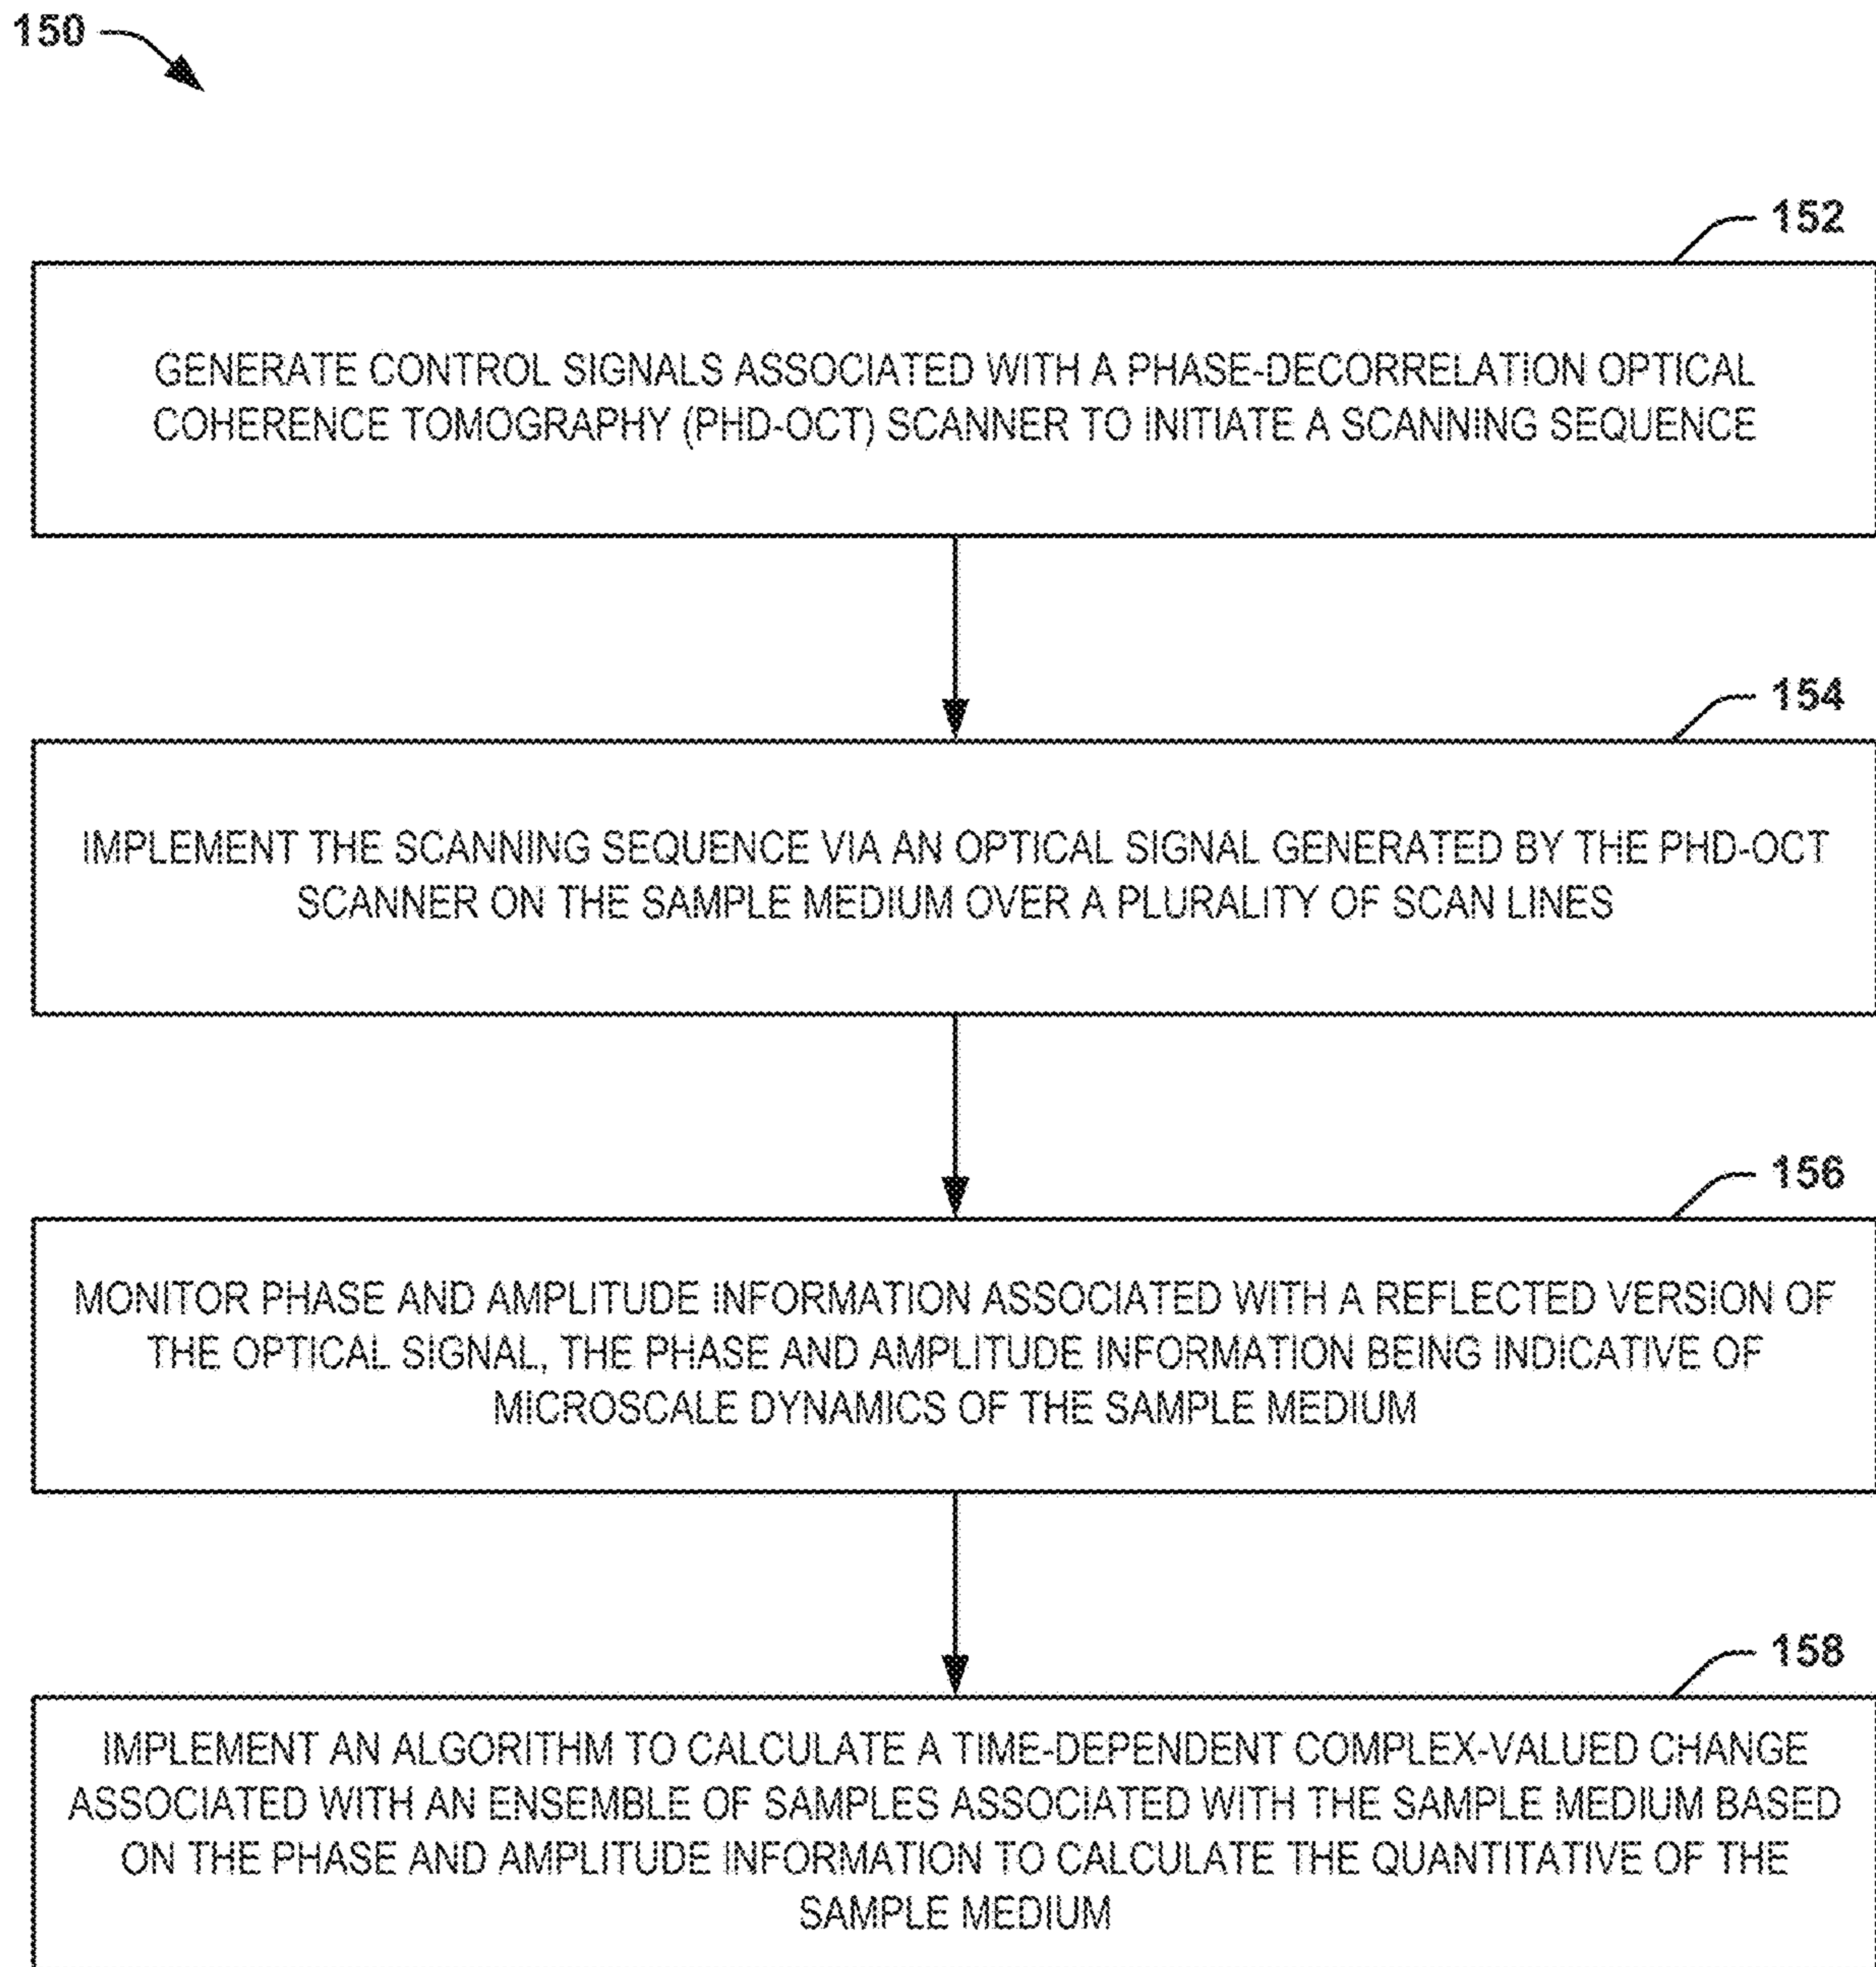 150
152
GENERATE CONTROL SIGNALS ASSOCIATED WITH A PHASE-DECORRELATION OPTICAL
COHERENCE TOMOGRAPHY (PHD-OCT) SCANNER TO INITIATE A SCANNING SEQUENCE
154
IMPLEMENT THE SCANNING SEQUENCE VIA AN OPTICAL SIGNAL GENERATED BY THE PHD-OCT
SCANNER ON THE SAMPLE MEDIUM OVER A PLURALITY OF SCAN LINES
156
MONITOR PHASE AND AMPLITUDE INFORMATION ASSOCIATED WITH A REFLECTED VERSION OF
THE OPTICAL SIGNAL, THE PHASE AND AMPLITUDE INFORMATION BEING INDICATIVE OF
MICROSCALE DYNAMICS OF THE SAMPLE MEDIUM
158
IMPLEMENT AN ALGORITHM TO CALCULATE A TIME-DEPENDENT COMPLEX-VALUED CHANGE
ASSOCIATED WITH AN ENSEMBLE OF SAMPLES ASSOCIATED WITH THE SAMPLE MEDIUM BASED
ON THE PHASE AND AMPLITUDE INFORMATION TO CALCULATE THE QUANTITATIVE OF THE
SAMPLE MEDIUM